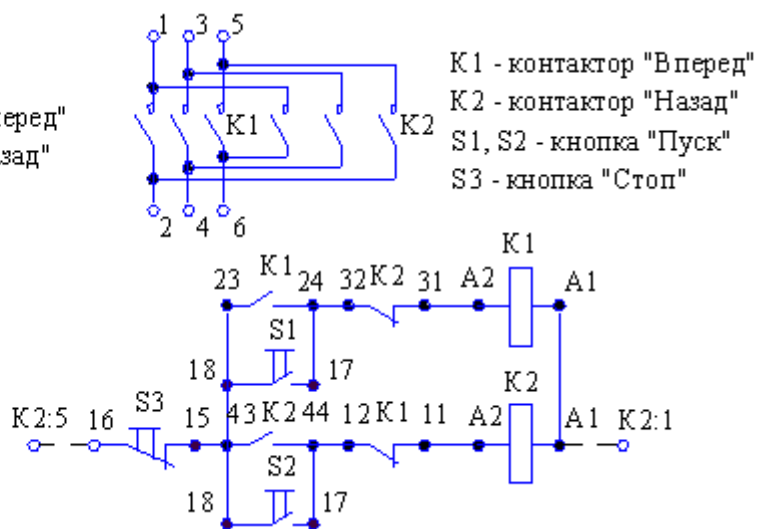 1 3 5
К1 - контактор "Вперед"
К2 - контактор "Назад"
S1, S2 - кнопка "Пуск"
S3 - кнопка "Стоп"
еред"
зад"
К1
К2
2 4 6
К1
К1
23 24 32 К2 31 А2 А1
S1
18 17
К2
К2:5 16 S3 15 43 К2 44 12 К1 11 А2 А1 К2:1
S2
18 17